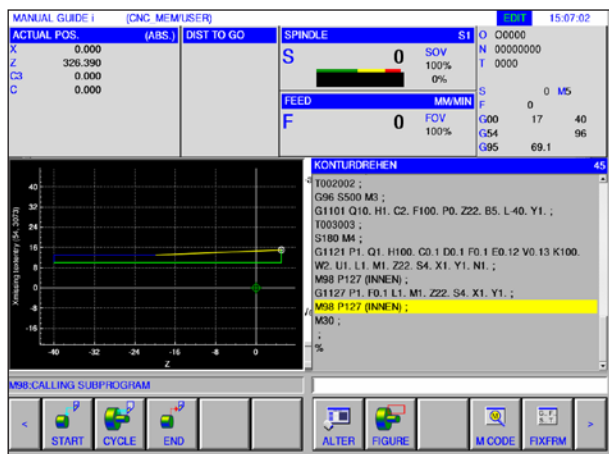 MANUAL GUIDE i (CNC_MEM/USER) EDIT 15:07:02
ACTUAL POS. (ABS.) DIST TO GO SPINDLE S1 O O0000
X 0.000 S 0 SOV N 00000000
Z 326.390 100% T 0000
C3 0.000 0%
C 0.000 S 0 M5
FEED MM/MIN F 0
F 0 FOV G00 17 40
100% G54 96
G95 69.1
KONTURDREHEN 45
T002002 ;
G96 S500 M3 ;
G1101 Q10. H1. C2. F100. P0. Z22. B5. L-40. Y1. ;
T003003 ;
S180 M4 ;
G1121 P1. Q1. H100. C0.1 D0.1 F0.1 E0.12 V0.13 K100.
W2. U1. L1. M1. Z22. S4. X1. Y1. N1. ;
M98 P127 (INNEN) ;
G1127 P1. F0.1 L1. M1. Z22. S4. X1. Y1. ;
M98 P127 (INNEN) ;
M30 ;
;
%
40
32
24
16
8
0
-8
-16
-40 -32 -24 -16 -8 0
Z
Xmissing textentry (54, 3073)
M98:CALLING SUBPROGRAM
< START CYCLE END ALTER FIGURE M CODE FIXFRM >